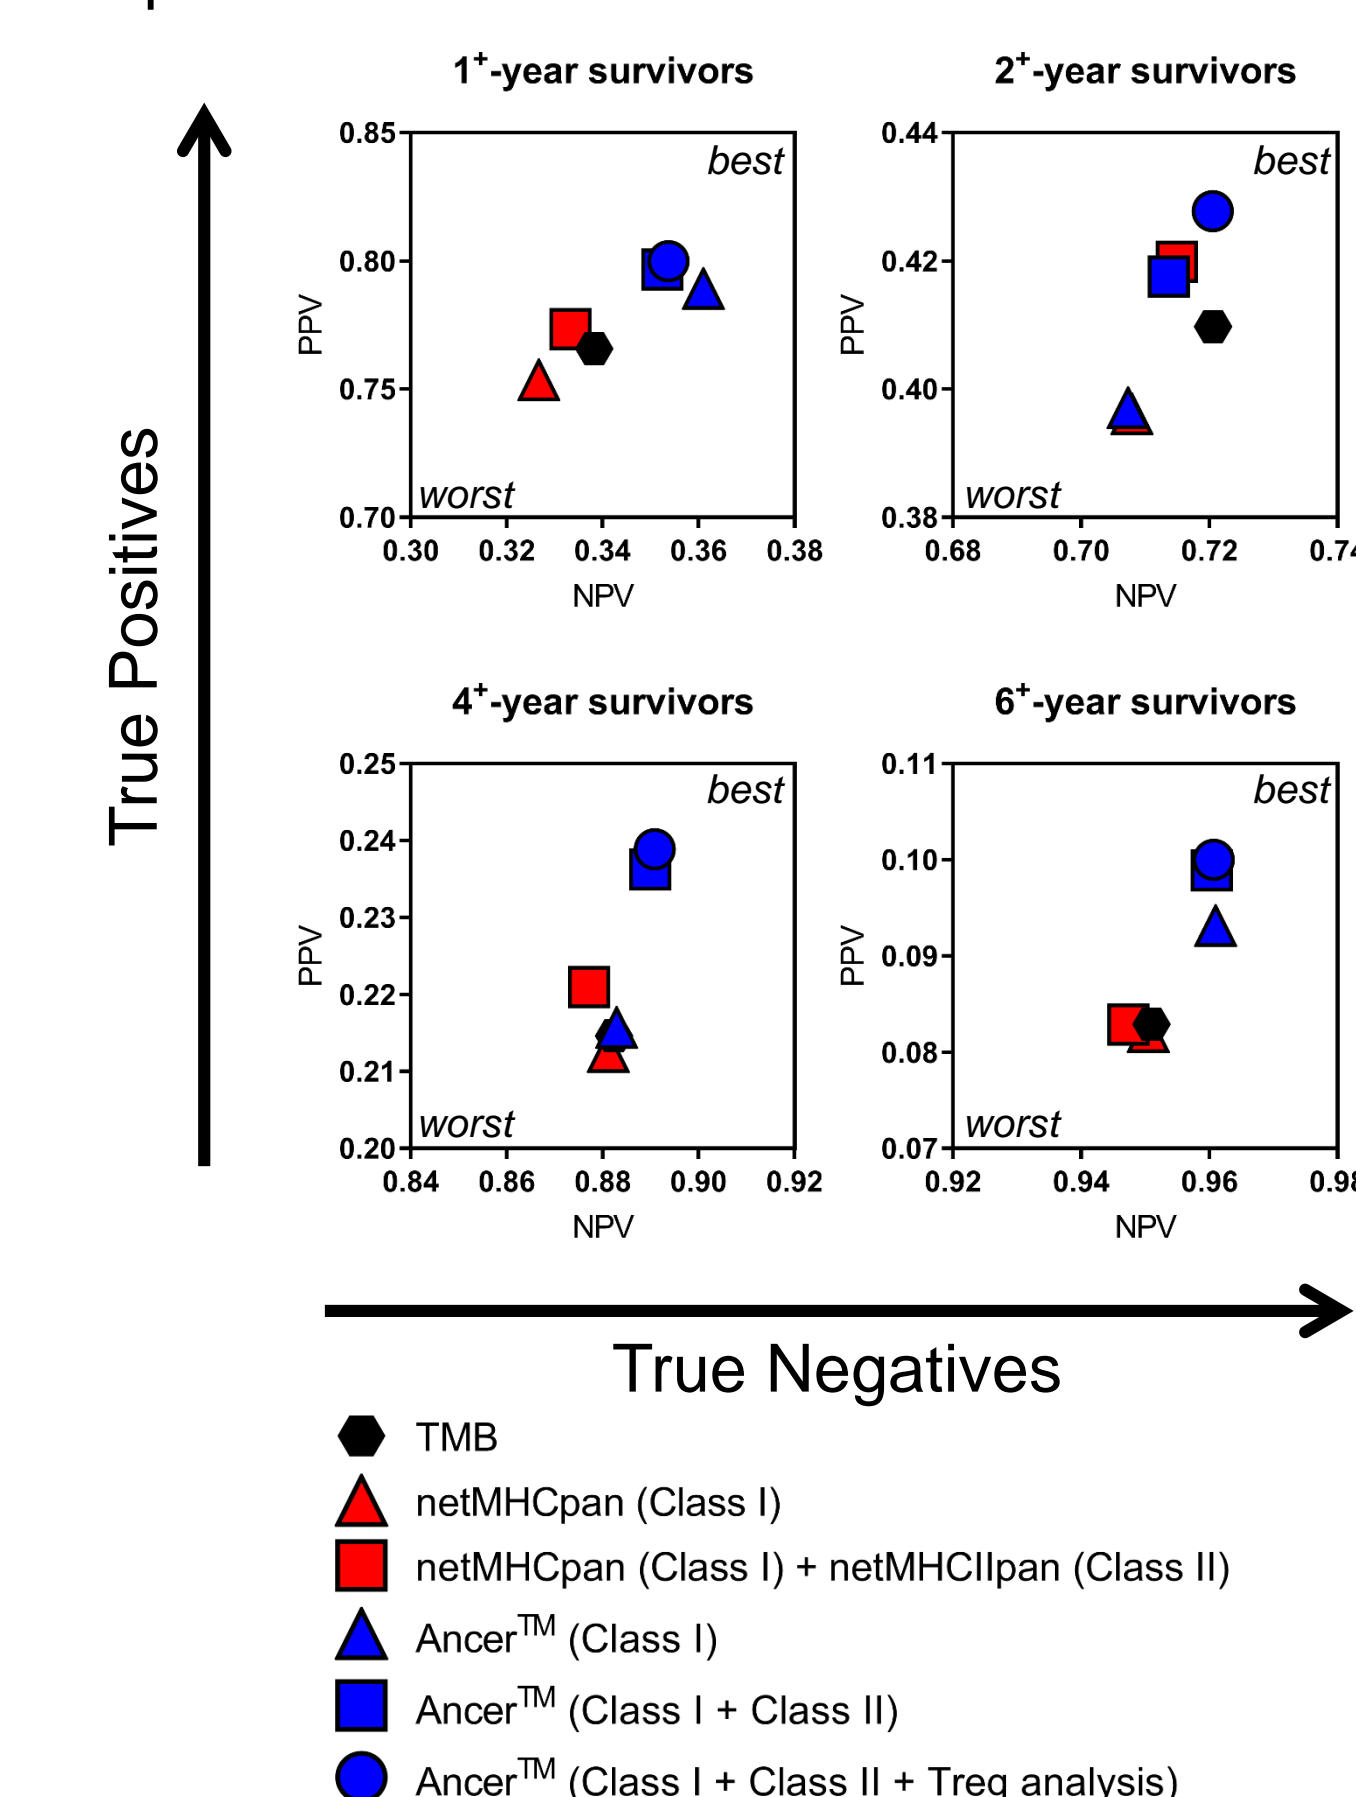 1+-year survivors
2+-year survivors
0.85
0.80
0.75
0.70
PPV
best
worst
0.30 0.32 0.34 0.36 0.38
NPV
0.44
0.42
0.40
0.38
PPV
best
worst
0.68 0.70 0.72 0.74
NPV
True Positives
4+-year survivors
6+-year survivors
0.25
0.24
0.23
0.22
0.21
0.20
PPV
best
worst
0.84 0.86 0.88 0.90 0.92
NPV
0.11
0.10
0.09
0.08
0.07
PPV
best
worst
0.92 0.94 0.96 0.98
NPV
True Negatives
TMB
netMHCpan (Class I)
netMHCpan (Class I) + netMHCIIpan (Class II)
Ancer™ (Class I)
Ancer™ (Class I + Class II)
Ancer™ (Class I + Class II + Treg analysis)